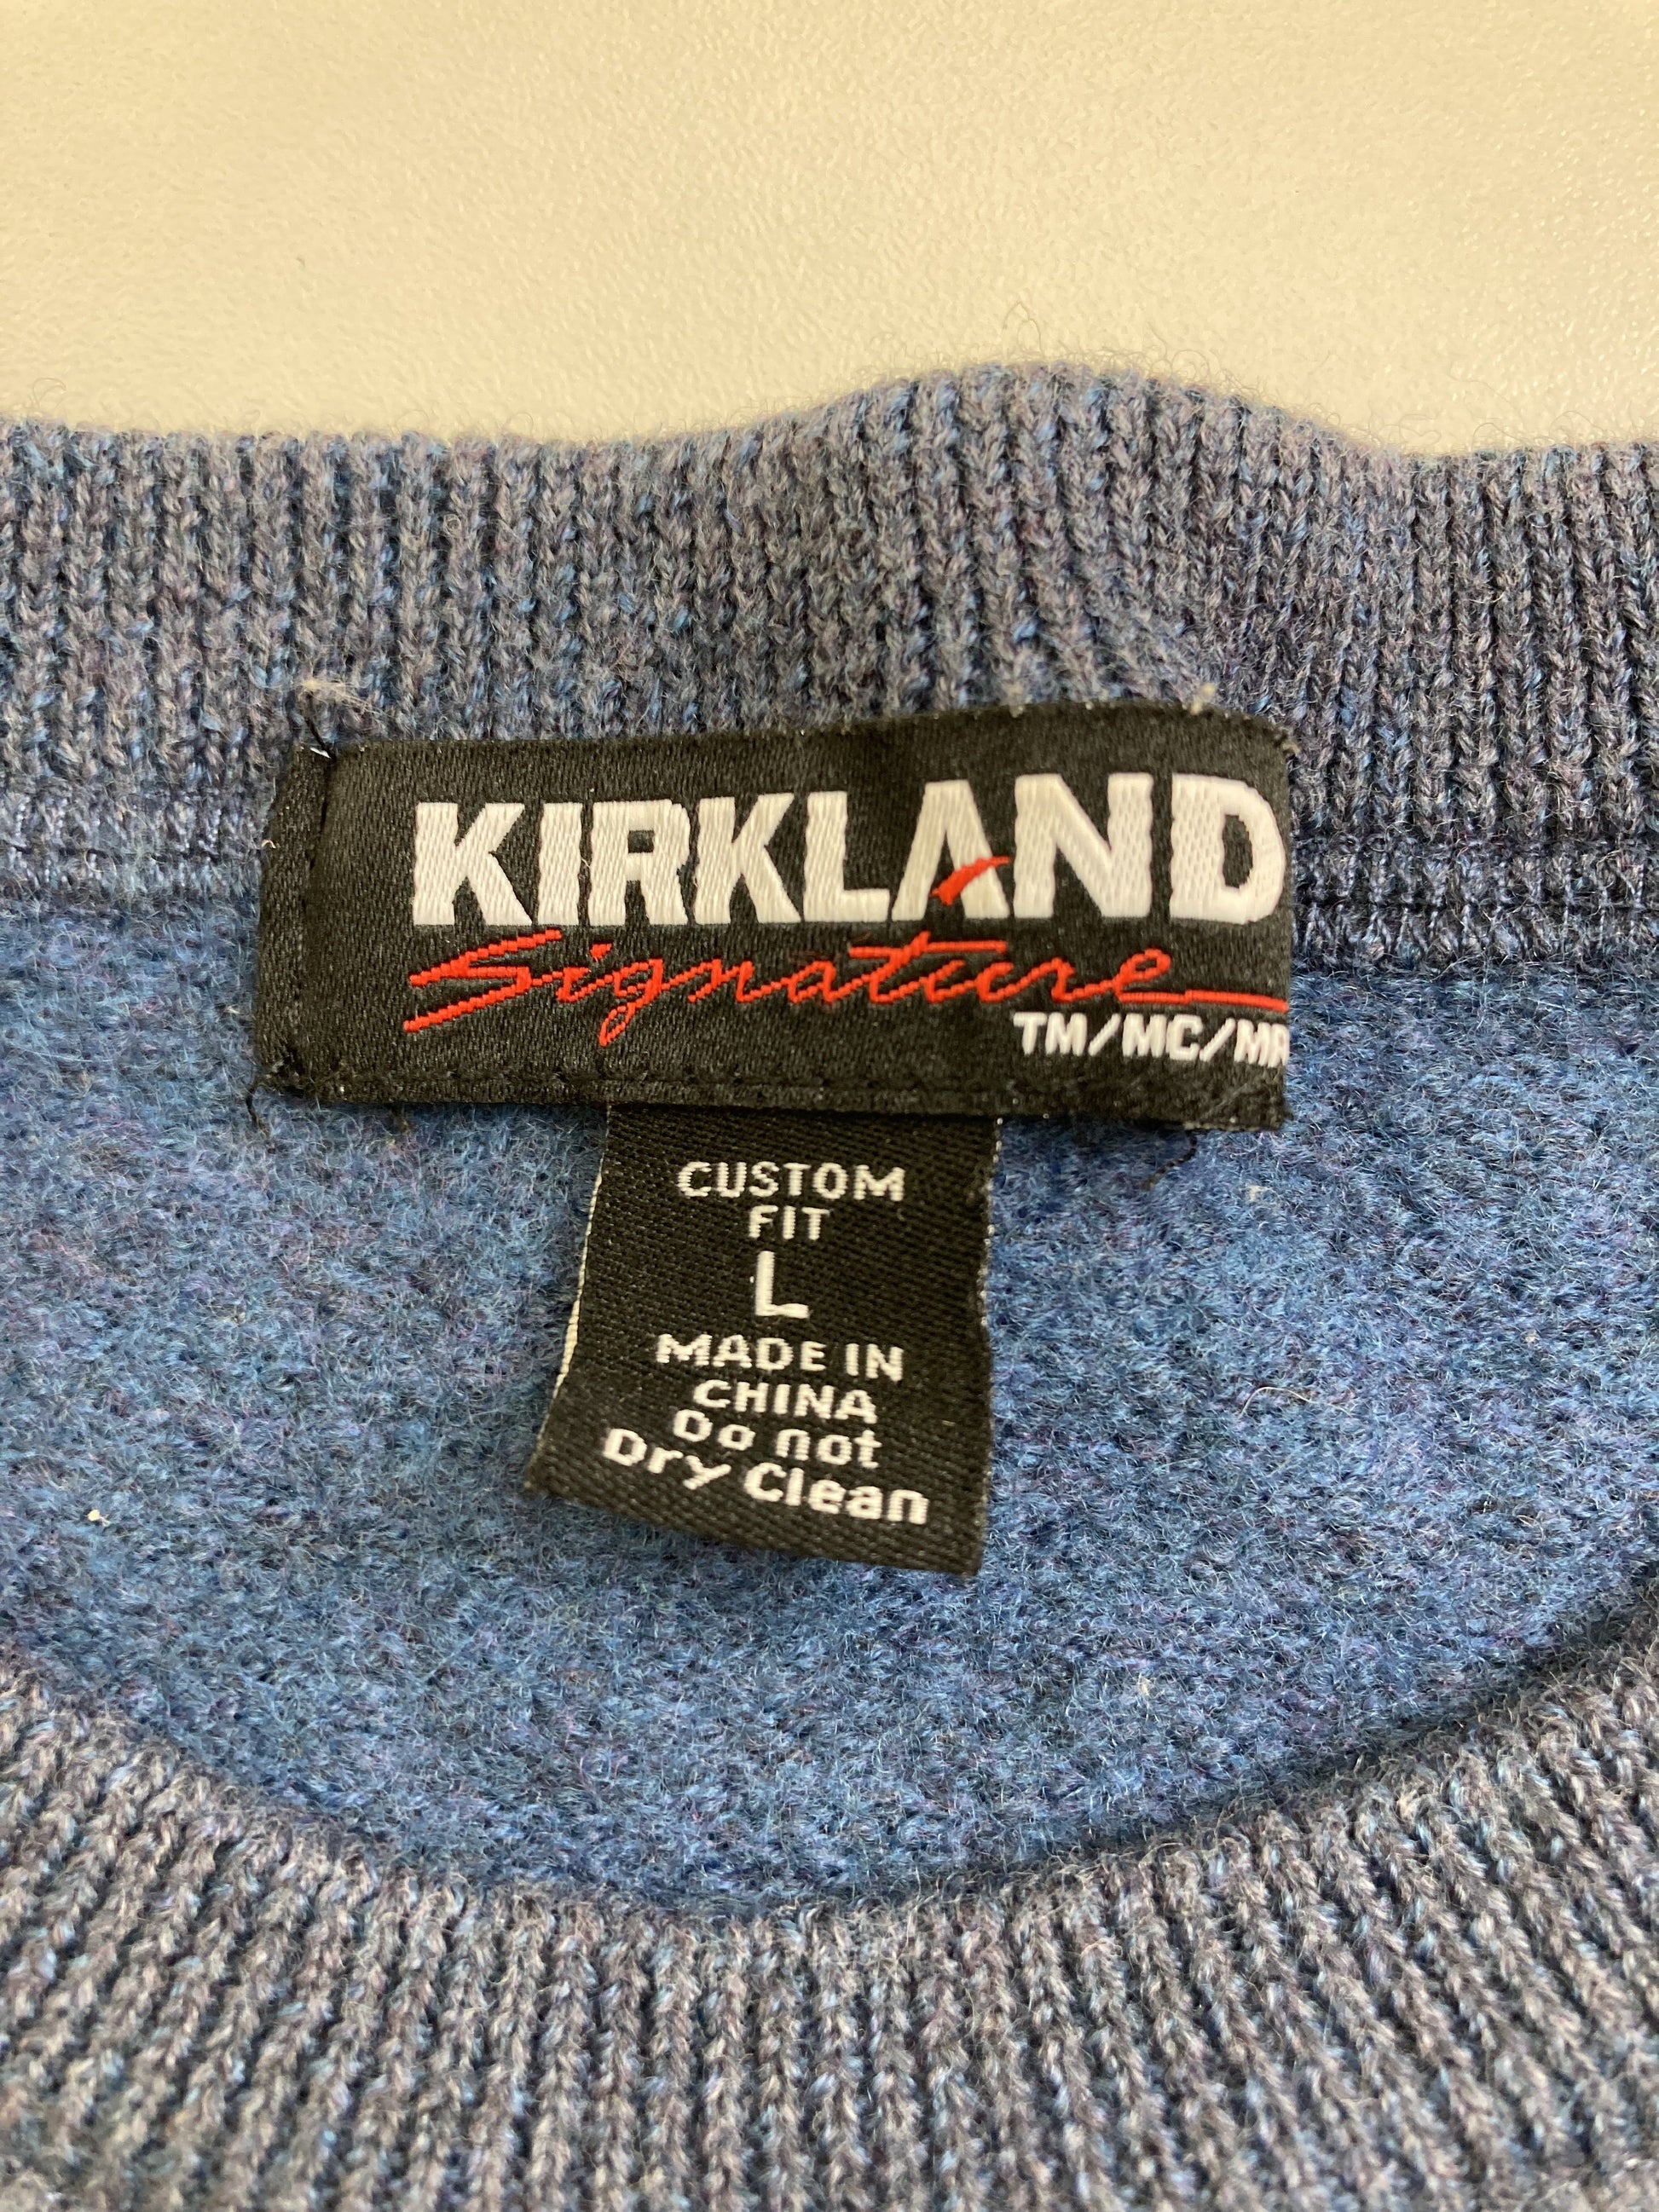 KIRKLAND
Signature
TM/MC/MR
CUSTOM
FIT
L
MADE IN
CHINA
Do not
Dry Clean